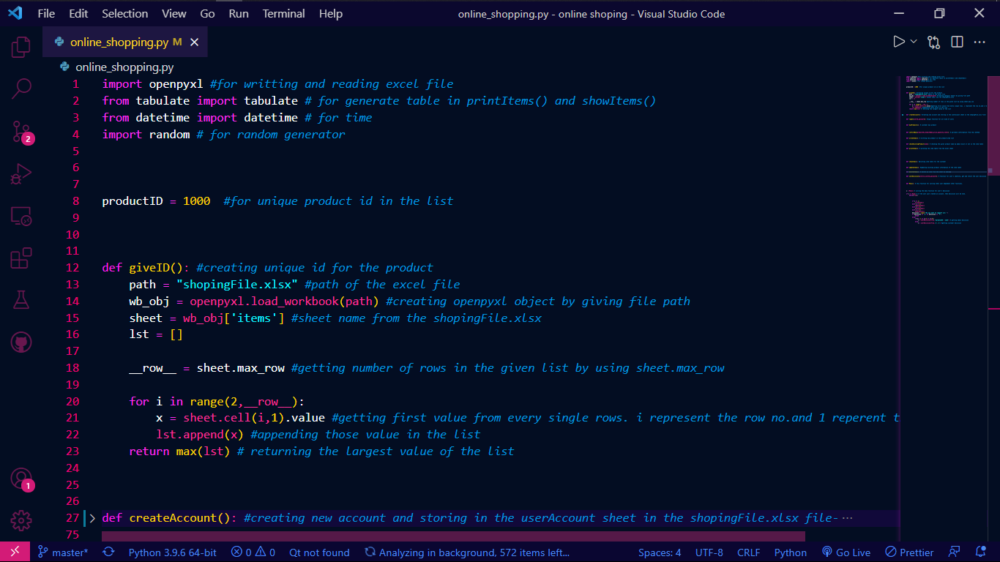 File Edit Selection View Go Run Terminal Help online_shopping.py - online shoping - Visual Studio Code
online_shopping.py M
online_shopping.py
1 import openpyxl #for writting and reading excel file
2 from tabulate import tabulate # for generate table in printItems() and showItems()
3 from datetime import datetime # for time
4 import random # for random generator
5
6
7
8 productID = 1000 #for unique product id in the list
9
10
11
12 def giveID(): #creating unique id for the product
13 path = "shopingFile.xlsx" #path of the excel file
14 wb_obj = openpyxl.load_workbook(path) #creating openpyxl object by giving file path
15 sheet = wb_obj['items'] #sheet name from the shopingFile.xlsx
16 lst = []
17
18 __row__ = sheet.max_row #getting number of rows in the given list by using sheet.max_row
19
20 for i in range(2,__row__):
21 x = sheet.cell(i,1).value #getting first value from every single rows. i represent the row no.and 1 reperent t
22 lst.append(x) #appending those value in the list
23 return max(lst) # returning the largest value of the list
24
25
26
27 def createAccount(): #creating new account and storing in the userAccount sheet in the shopingFile.xlsx file-···
75
2
1
master* Python 3.9.6 64-bit 0 0 Qt not found Analyzing in background, 572 items left... Spaces: 4 UTF-8 CRLF Python Go Live Prettier